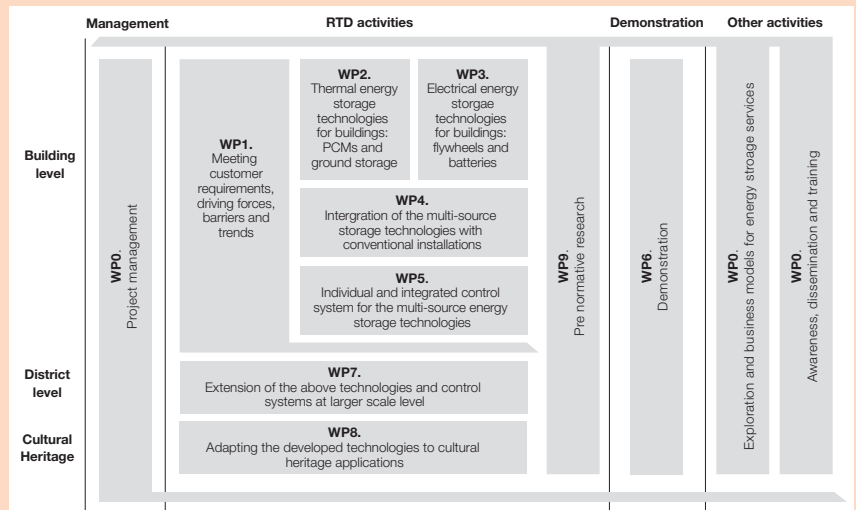 Management
RTD activities
Demonstration
Other activities
Building
level
District
level
Cultural
Heritage
WP0.
Project management
WP1.
Meeting
customer
requirements,
driving forces,
barriers and
trends
WP2.
Thermal energy
storage
technologies
for buildings:
PCMs and
ground storage
WP3.
Electrical energy
storgae
technologies
for buildings:
flywheels and
batteries
WP4.
Intergration of the multi-source
storage technologies with
conventional installations
WP5.
Individual and integrated control
system for the multi-source energy
storage technologies
WP7.
Extension of the above technologies and control
systems at larger scale level
WP8.
Adapting the developed technologies to cultural
heritage applications
WP9.
Pre normative research
WP6.
Demonstration
WP0.
Exploration and business models for energy stroage services
WP0.
Awareness, dissemination and training